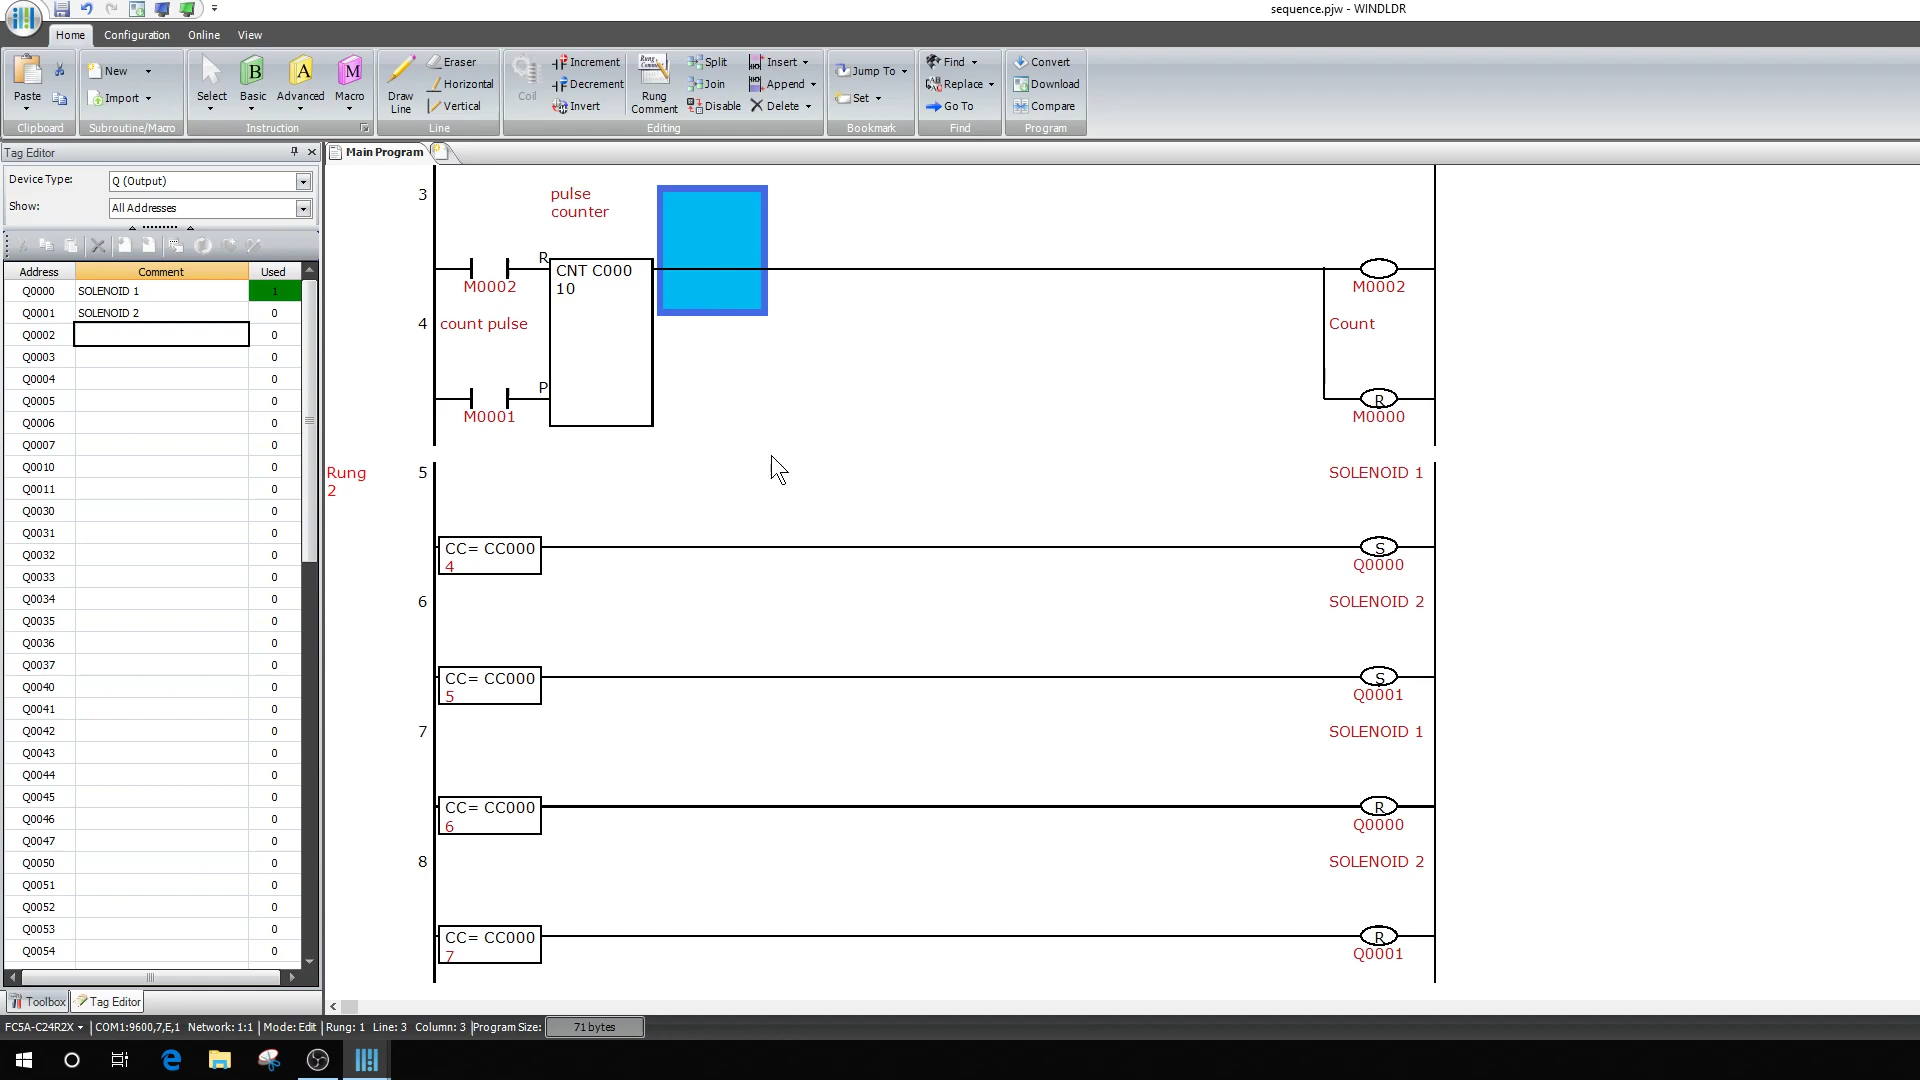 sequence.pjw - WINDLDR
Home Configuration Online View
Paste
Clipboard
New
Import
Subroutine/Macro
Select
B
Basic
A
Advanced
M
Macro
Instruction
Draw
Line
Eraser
Horizontal
Vertical
Line
Coil
Increment
Decrement
Invert
Rung
Comment
Split
Join
Disable
Insert
Append
Delete
Editing
Jump To
Set
Bookmark
Find
Replace
Go To
Find
Convert
Download
Compare
Program
Tag Editor
Device Type: Q (Output)
Show: All Addresses
Address Comment Used
Q0000 SOLENOID 1 1
Q0001 SOLENOID 2 0
Q0002 0
Q0003 0
Q0004 0
Q0005 0
Q0006 0
Q0007 0
Q0010 0
Q0011 0
Q0030 0
Q0031 0
Q0032 0
Q0033 0
Q0034 0
Q0035 0
Q0036 0
Q0037 0
Q0040 0
Q0041 0
Q0042 0
Q0043 0
Q0044 0
Q0045 0
Q0046 0
Q0047 0
Q0050 0
Q0051 0
Q0052 0
Q0053 0
Q0054 0
Toolbox Tag Editor
Main Program
3
pulse
counter
R
CNT C000
10
M0002
M0002
4 count pulse
Count
P
M0001
R
M0000
Rung
2
5
SOLENOID 1
CC= CC000
4
S
Q0000
6
SOLENOID 2
CC= CC000
5
S
Q0001
7
SOLENOID 1
CC= CC000
6
R
Q0000
8
SOLENOID 2
CC= CC000
7
R
Q0001
FC5A-C24R2X COM1:9600,7,E,1 Network: 1:1 Mode: Edit Rung: 1 Line: 3 Column: 3 Program Size: 71 bytes